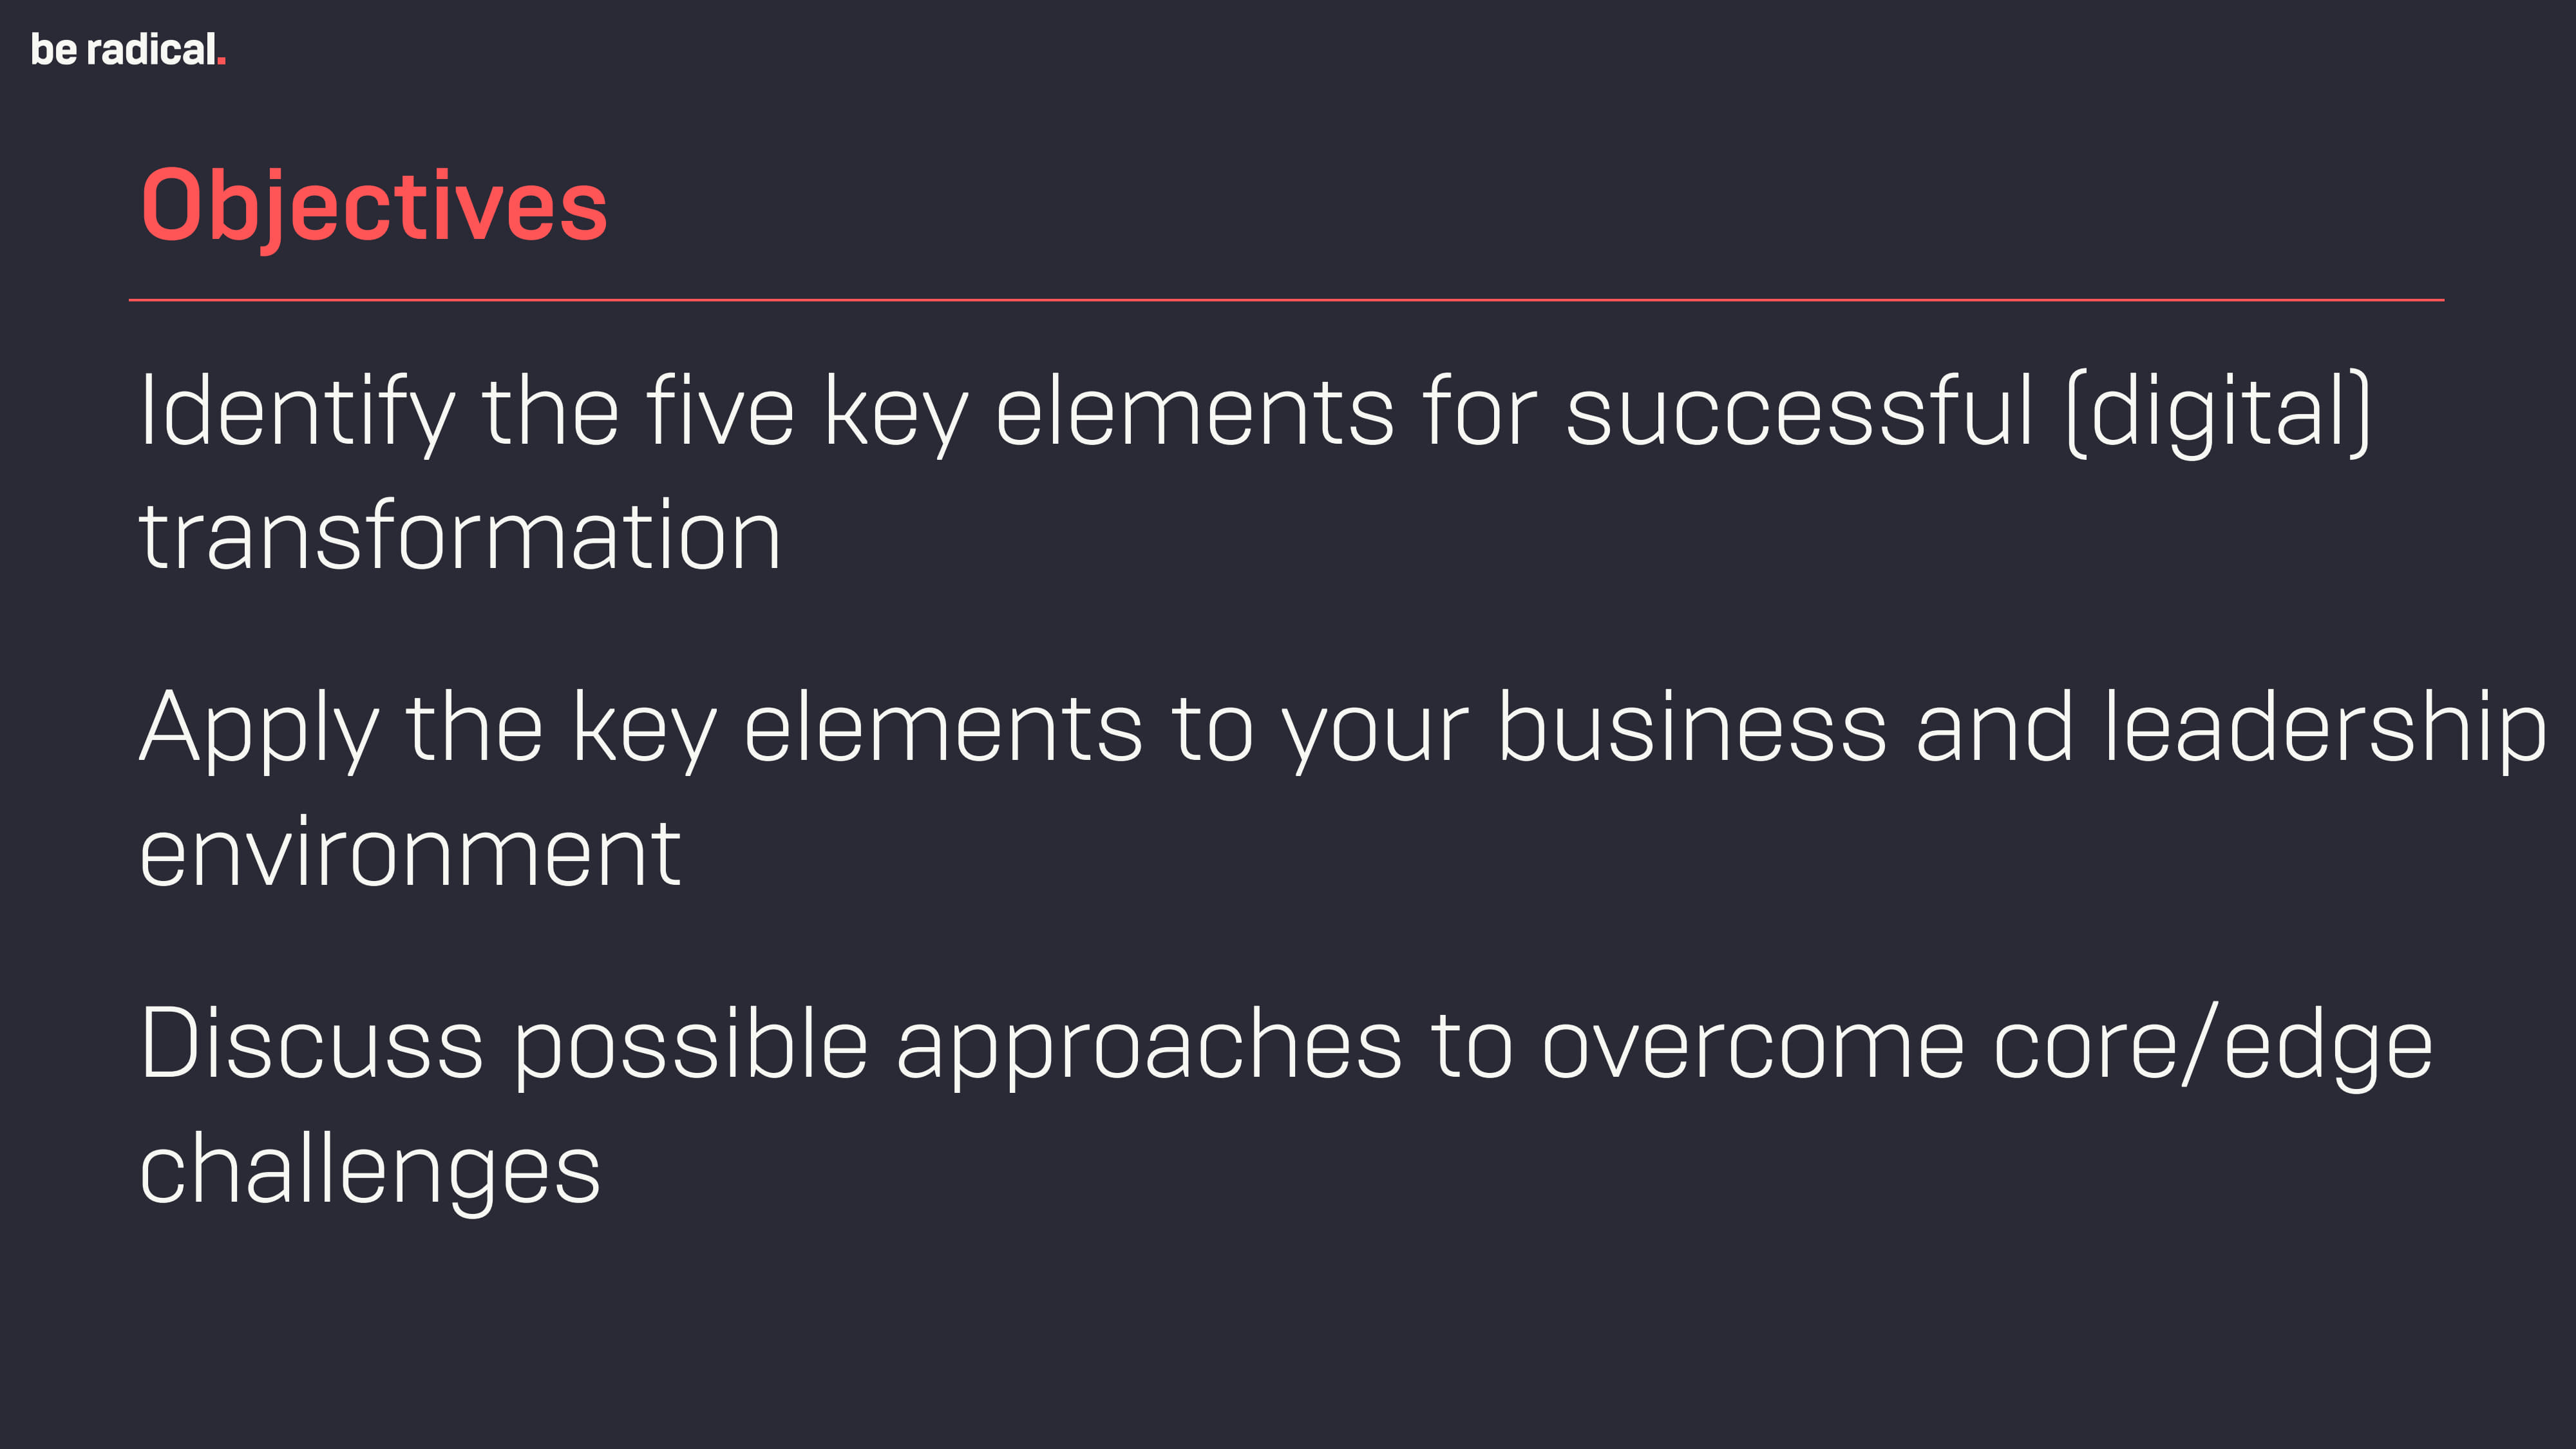 be radical.
Objectives
Identify the five key elements for successful (digital)
transformation
Apply the key elements to your business and leadership
environment
Discuss possible approaches to overcome core/edge
challenges